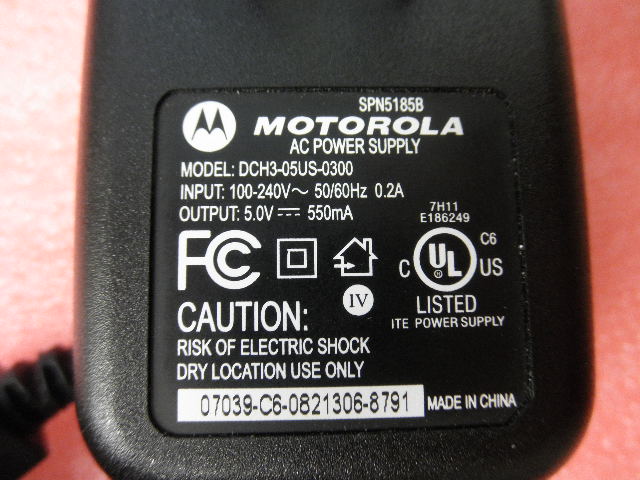 SPN5185B
MOTOROLA
AC POWER SUPPLY
MODEL: DCH3-05US-0300
INPUT: 100-240V～ 50/60Hz 0.2A
OUTPUT: 5.0V⎓ 550mA
7H11
E186249
FC
C UL US C6
IV
LISTED
ITE POWER SUPPLY
CAUTION:
RISK OF ELECTRIC SHOCK
DRY LOCATION USE ONLY
07039-C6-0821306-8791 MADE IN CHINA